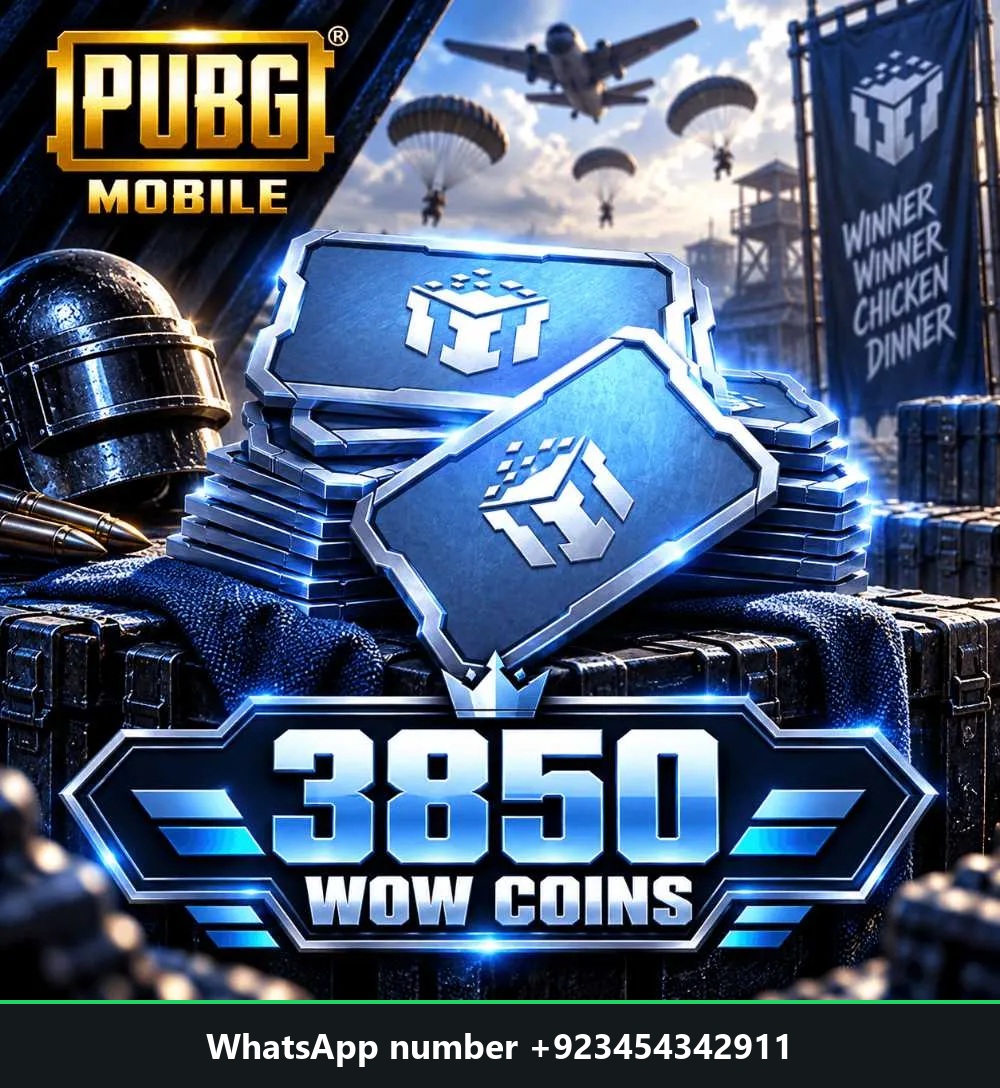 PUBG®
MOBILE
WINNER
WINNER
CHICKEN
DINNER
3850
WOW COINS
WhatsApp number +923454342911